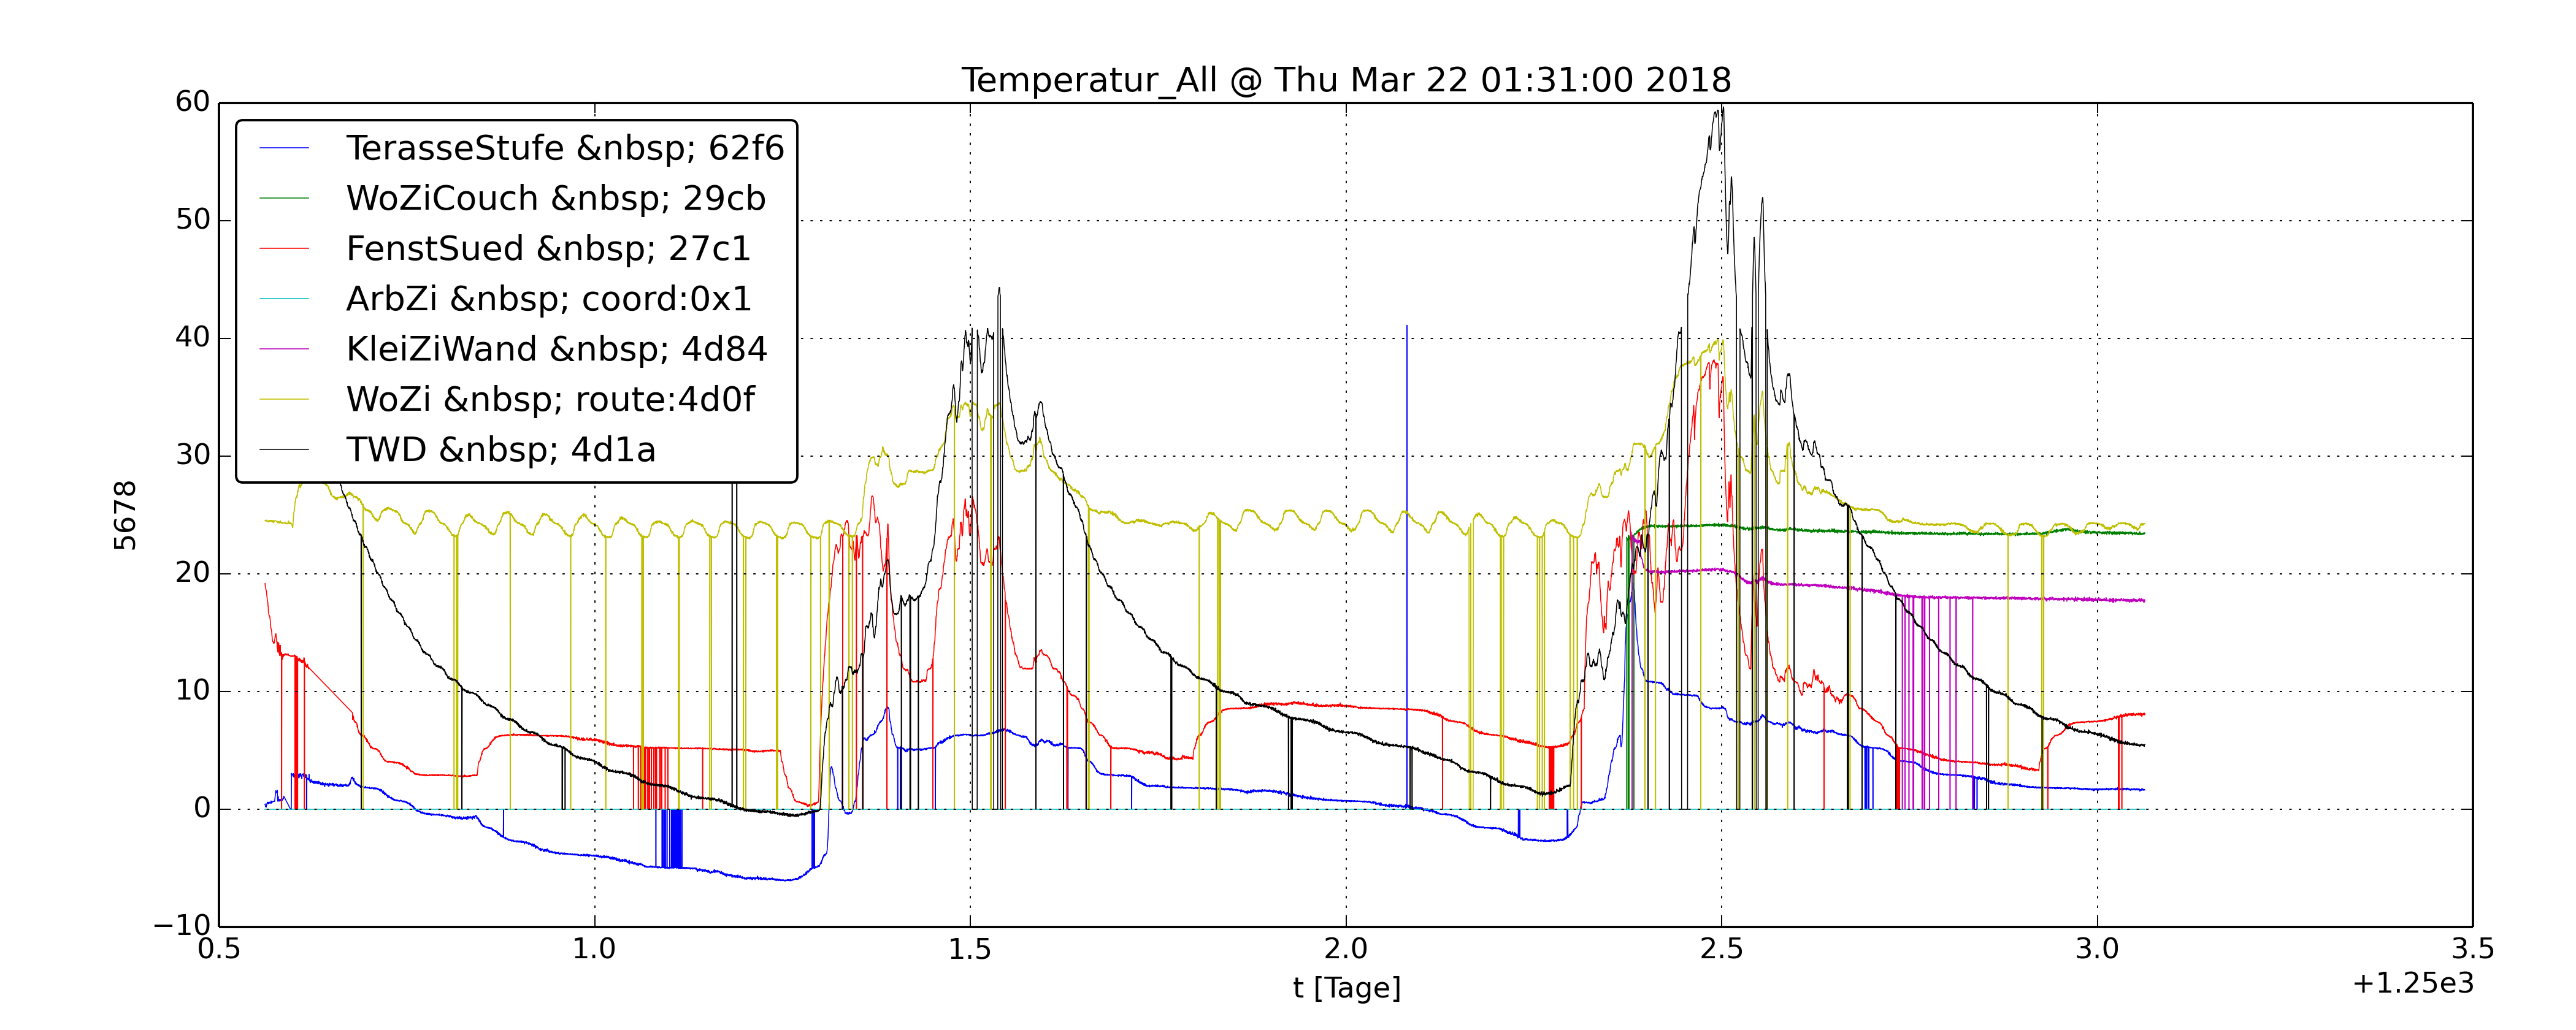 Temperatur_All @ Thu Mar 22 01:31:00 2018
60
50
40
30
20
10
0
−10
5678
TerasseStufe &nbsp; 62f6
WoZiCouch &nbsp; 29cb
FenstSued &nbsp; 27c1
ArbZi &nbsp; coord:0x1
KleiZiWand &nbsp; 4d84
WoZi &nbsp; route:4d0f
TWD &nbsp; 4d1a
0.5 1.0 1.5 2.0 2.5 3.0 3.5
t [Tage]
+1.25e3